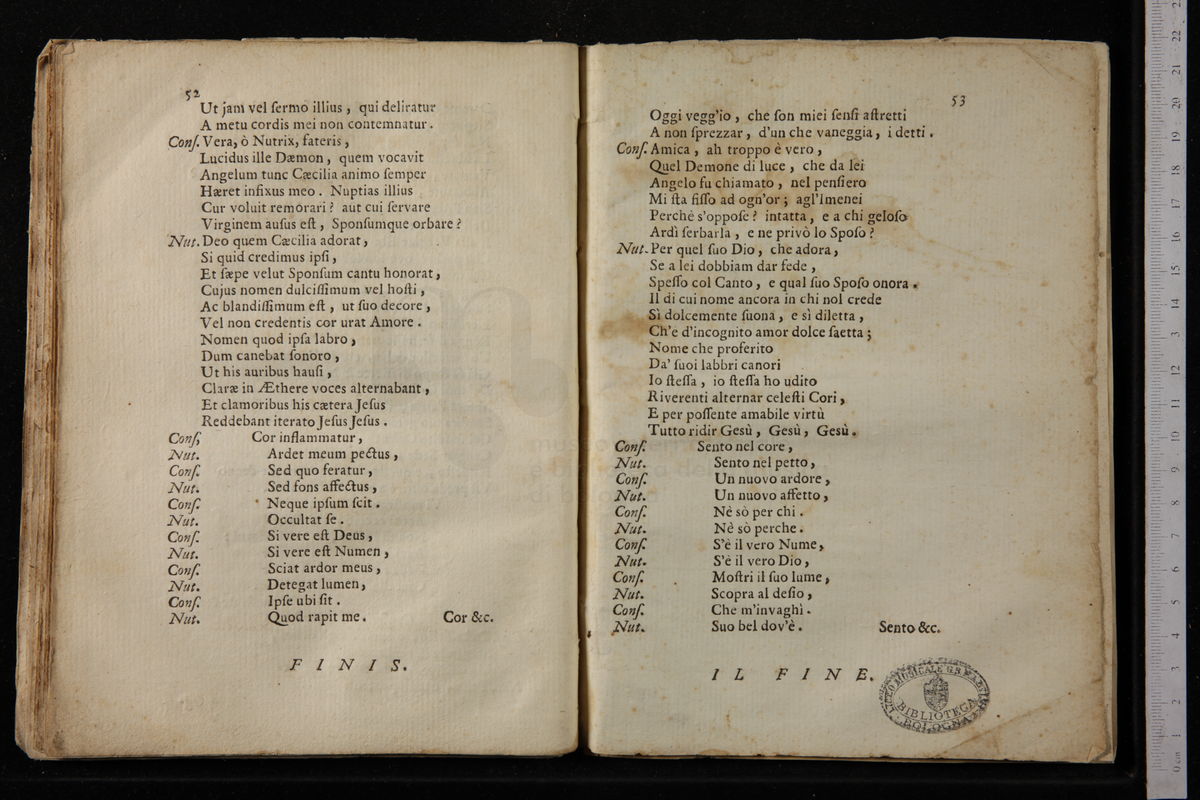 52
Ut jam vel ſermo illius , qui deliratur
A metu cordis mei non contemnatur .
Conſ. Vera, ò Nutrix, fateris ,
Lucidus ille Dæmon , quem vocavit
Angelum tunc Cæcilia animo ſemper
Hæret infixus meo . Nuptias illius
Cur voluit remorari ? aut cui ſervare
Virginem auſus eſt , Sponſumque orbare ?
Nut. Deo quem Cæcilia adorat ,
Si quid credimus ipſi ,
Et ſæpe velut Sponſum cantu honorat ,
Cujus nomen dulciſſimum vel hoſti ,
Ac blandiſſimum eſt , ut ſuo decore ,
Vel non credentis cor urat Amore .
Nomen quod ipſa labro ,
Dum canebat ſonoro ,
Ut his auribus hauſi ,
Claræ in Æthere voces alternabant ,
Et clamoribus his cætera Jeſus
Reddebant iterato Jeſus Jeſus .
Conſ, Cor inflammatur ,
Nut. Ardet meum pectus ,
Conſ. Sed quo feratur ,
Nut. Sed fons affectus ,
Conſ. Neque ipſum ſcit .
Nut. Occultat ſe .
Conſ. Si vere eſt Deus ,
Nut. Si vere eſt Numen ,
Conſ. Sciat ardor meus ,
Nut. Detegat lumen ,
Conſ. Ipſe ubi ſit .
Nut. Quod rapit me . Cor &c.
FINIS.
53
Oggi vegg'io , che ſon miei ſenſi aſtretti
A non ſprezzar , d'un che vaneggia , i detti .
Conſ. Amica , ah troppo è vero ,
Quel Demone di luce , che da lei
Angelo fu chiamato , nel penſiero
Mi ſta fiſſo ad ogn'or ; agl'Imenei
Perchè s'oppoſe ? intatta , e a chi geloſo
Ardì ſerbarla , e ne privò lo Spoſo ?
Nut. Per quel ſuo Dio , che adora ,
Se a lei dobbiam dar fede ,
Speſſo col Canto , e qual ſuo Spoſo onora .
Il di cui nome ancora in chi nol crede
Sì dolcemente ſuona , e sì diletta ,
Ch'e d'incognito amor dolce ſaetta ;
Nome che proferito
Da' ſuoi labbri canori
Io ſteſſa , io ſteſſa ho udito
Riverenti alternar celeſti Cori ,
E per poſſente amabile virtù
Tutto ridir Gesù , Gesù , Gesù .
Conſ. Sento nel core ,
Nut. Sento nel petto ,
Conſ. Un nuovo ardore ,
Nut. Un nuovo affetto ,
Conſ. Nè sò per chi .
Nut. Nè sò perche .
Conſ. S'è il vero Nume ,
Nut. S'è il vero Dio ,
Conſ. Moſtri il ſuo lume ,
Nut. Scopra al deſio ,
Conſ. Che m'invaghì .
Nut. Suo bel dov'è . Sento &c.
IL FINE.
LICEO MUSICALE
BIBLIOTECA
BOLOGNA